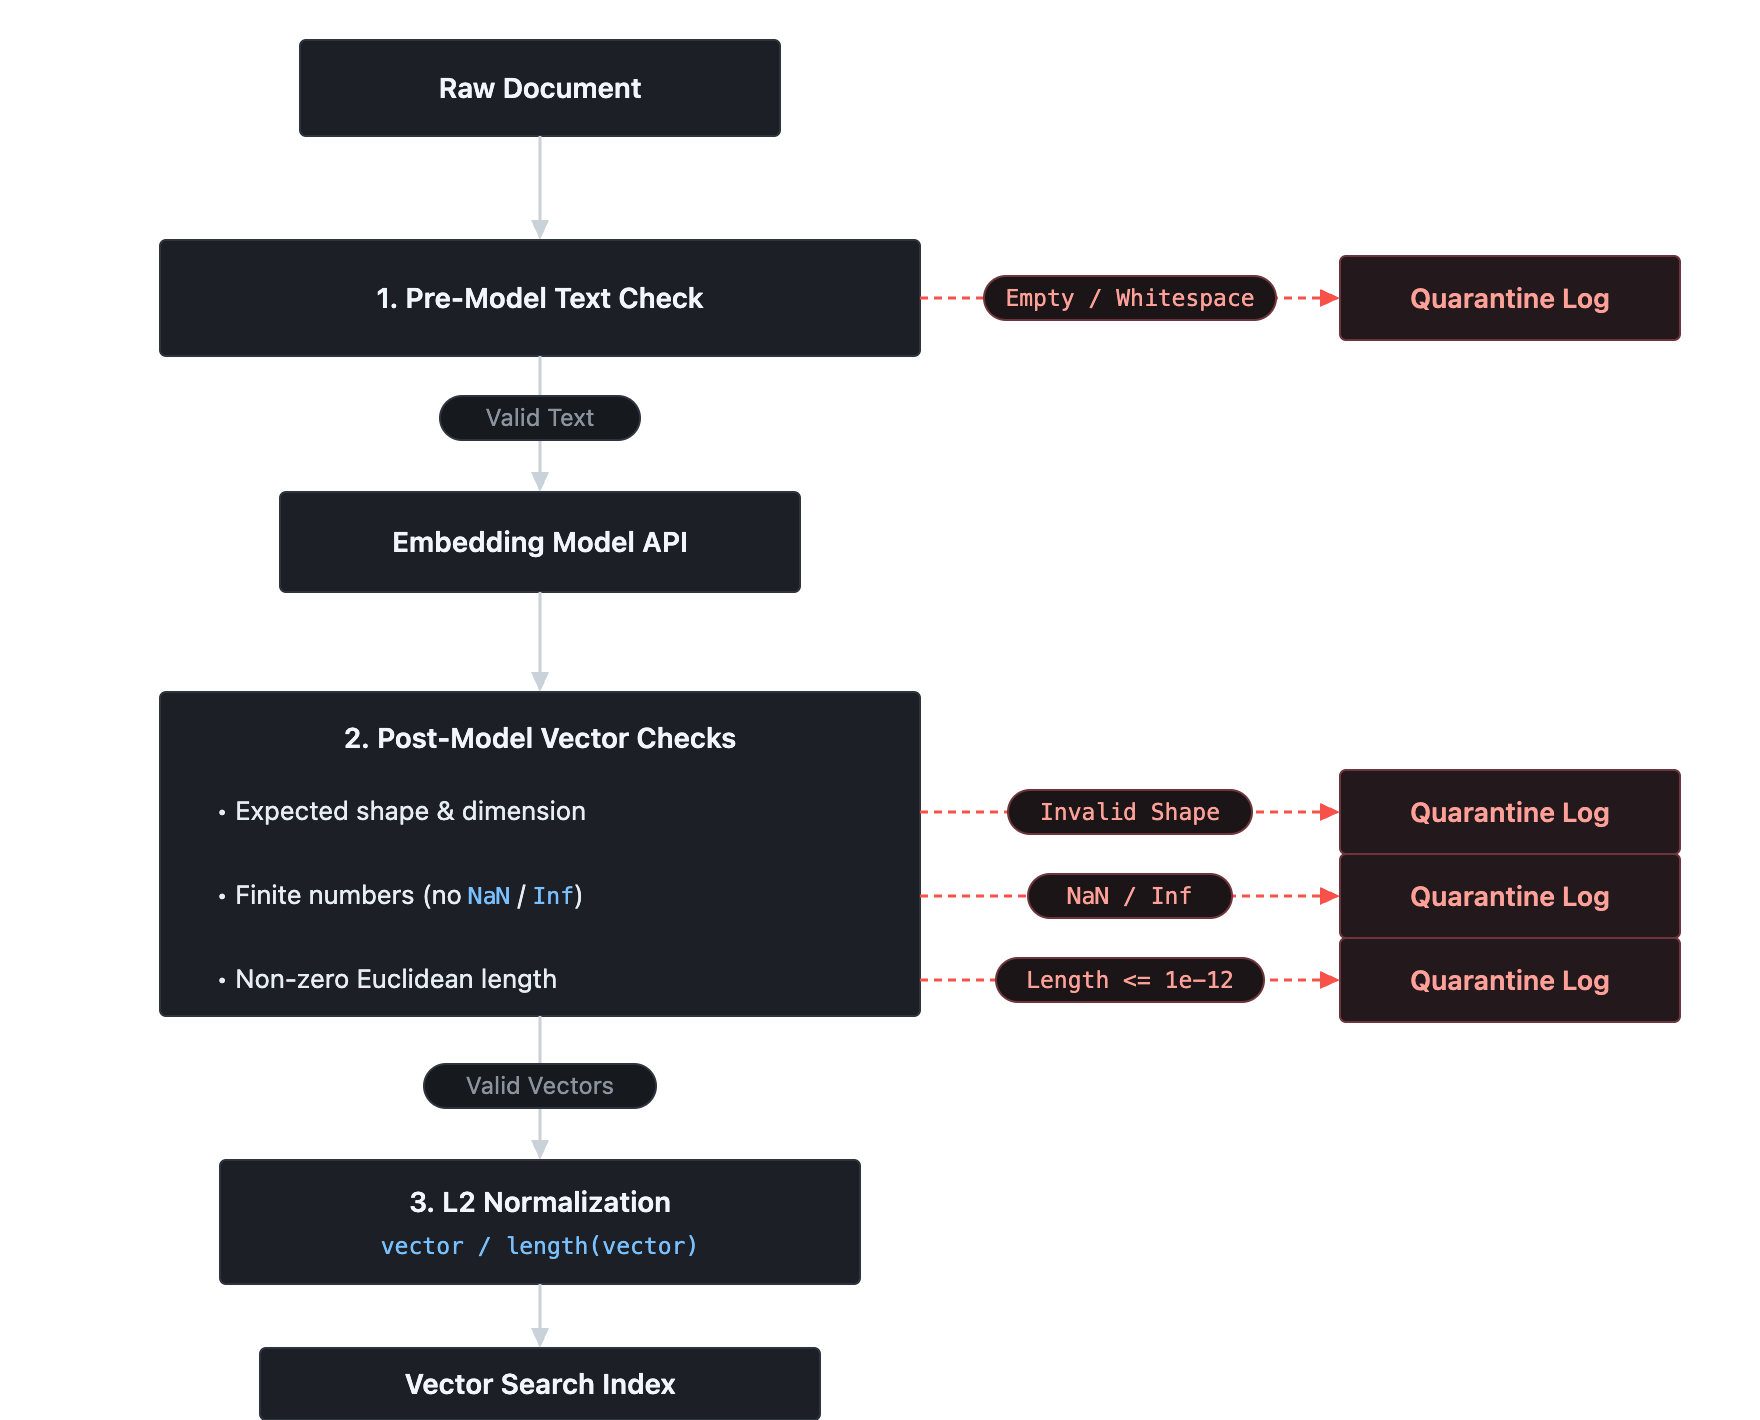 Raw Document
1. Pre-Model Text Check
Empty / Whitespace
Quarantine Log
Valid Text
Embedding Model API
2. Post-Model Vector Checks
• Expected shape & dimension
Invalid Shape
Quarantine Log
• Finite numbers (no NaN / Inf)
NaN / Inf
Quarantine Log
• Non-zero Euclidean length
Length <= 1e-12
Quarantine Log
Valid Vectors
3. L2 Normalization
vector / length(vector)
Vector Search Index